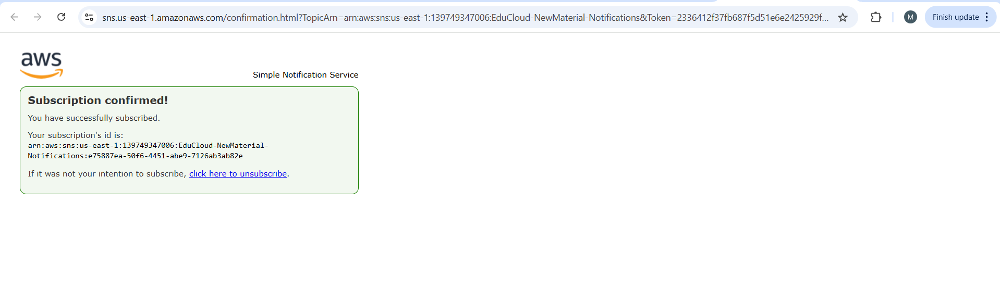 sns.us-east-1.amazonaws.com/confirmation.html?TopicArn=arn:aws:sns:us-east-1:139749347006:EduCloud-NewMaterial-Notifications&Token=2336412f37fb687f5d51e6e2425929f...
M
Finish update
aws
Simple Notification Service
Subscription confirmed!
You have successfully subscribed.
Your subscription's id is:
arn:aws:sns:us-east-1:139749347006:EduCloud-NewMaterial-
Notifications:e75887ea-50f6-4451-abe9-7126ab3ab82e
If it was not your intention to subscribe, click here to unsubscribe.